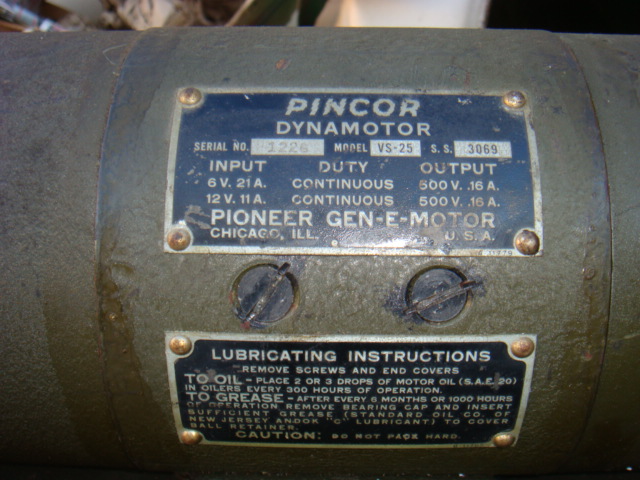 PINCOR
DYNAMOTOR
SERIAL NO. 1226 MODEL VS-25 S.S. 3069
INPUT DUTY OUTPUT
6 V. 21 A. CONTINUOUS 500 V. .16 A.
12 V. 11 A. CONTINUOUS 500 V. .16 A.
PIONEER GEN-E-MOTOR
CHICAGO, ILL. U.S.A.
LUBRICATING INSTRUCTIONS
REMOVE SCREWS AND END COVERS
TO OIL - PLACE 2 OR 3 DROPS OF MOTOR OIL (S.A.E. 20)
IN OILERS EVERY 300 HOURS OF OPERATION.
TO GREASE - AFTER EVERY 6 MONTHS OR 1000 HOURS
OF OPERATION REMOVE BEARING CAP AND INSERT
SUFFICIENT GREASE (STANDARD OIL CO. OF
NEW JERSEY ANDOK "C" LUBRICANT) TO COVER
BALL RETAINER.
CAUTION: DO NOT PACK HARD.